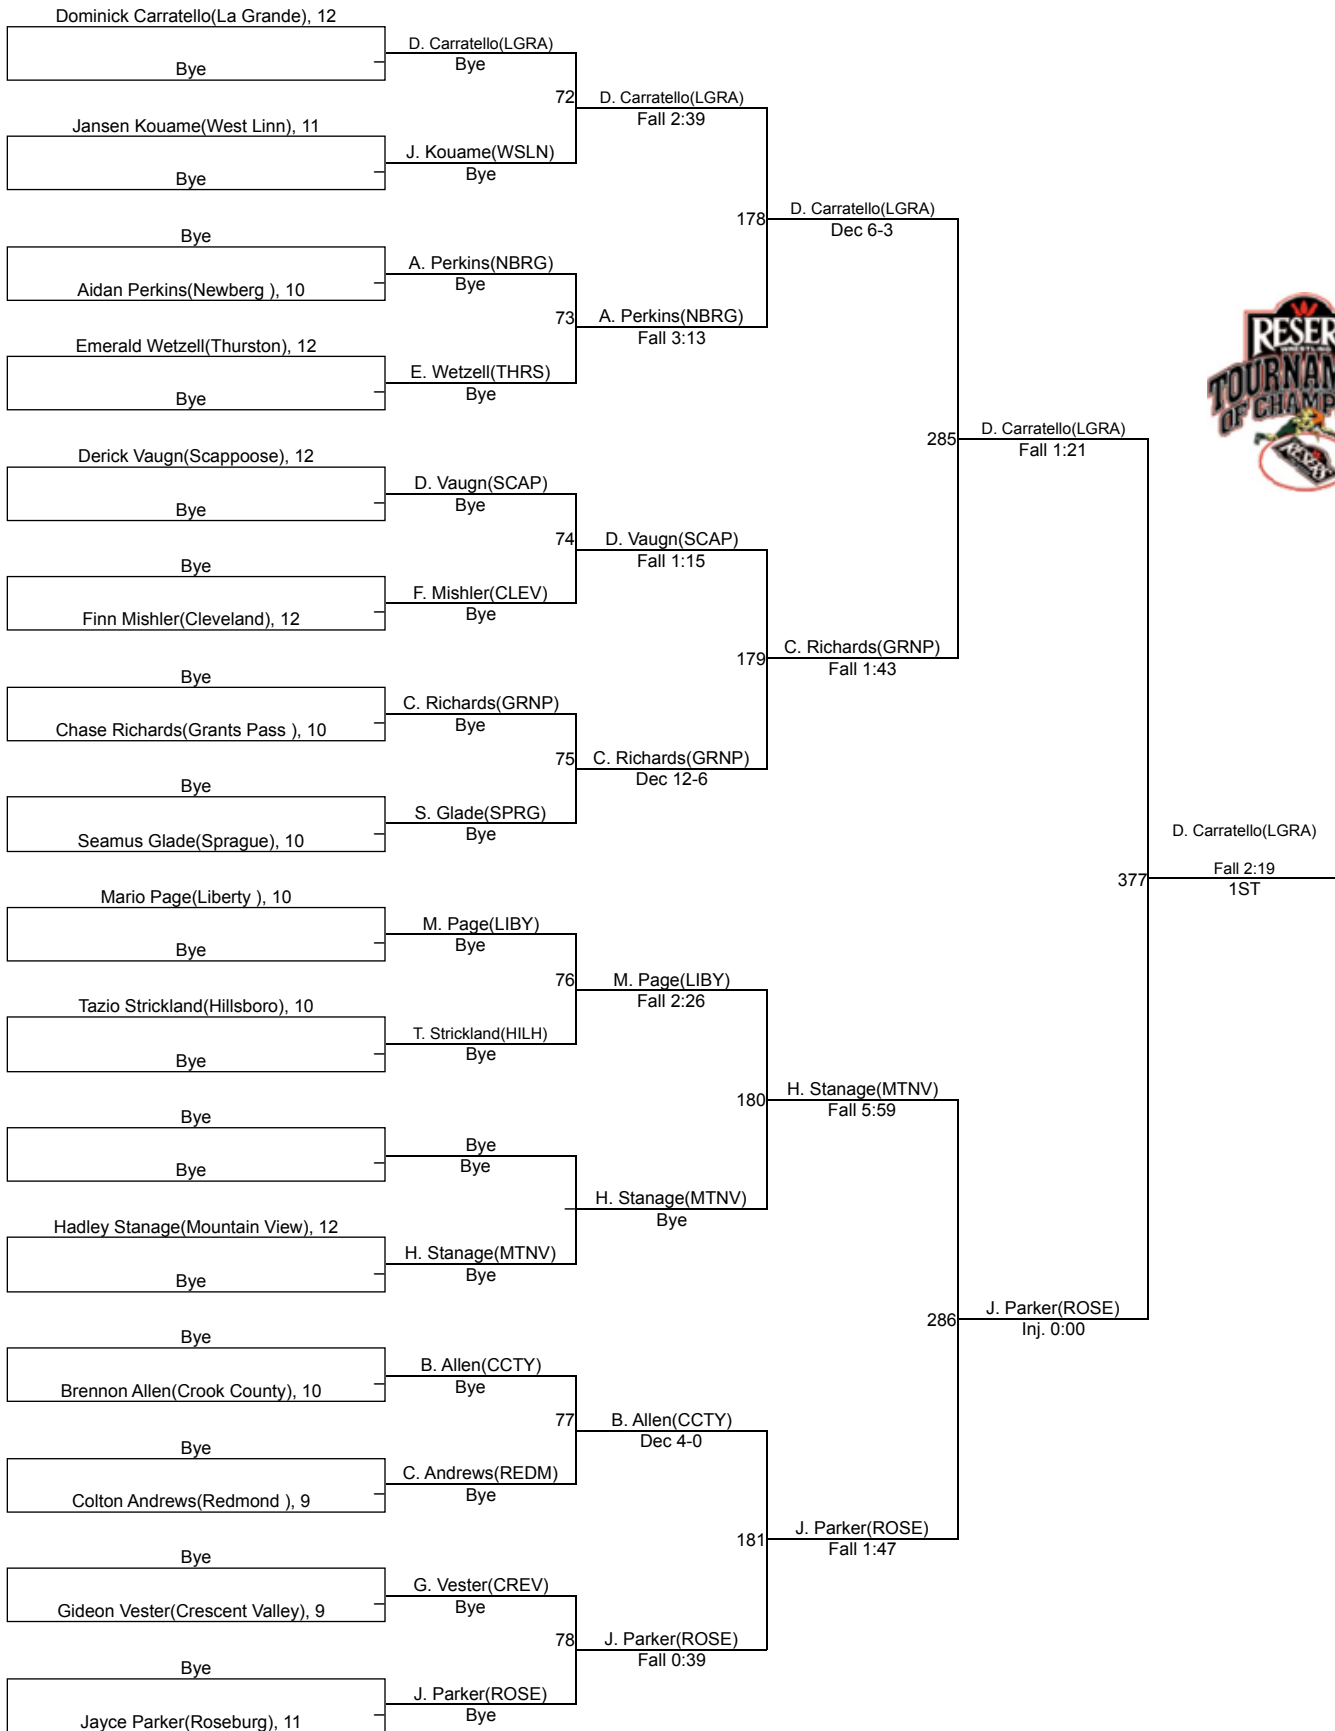 Dominick Carratello(La Grande), 12
Bye
D. Carratello(LGRA)
Bye
72
D. Carratello(LGRA)
Fall 2:39
Jansen Kouame(West Linn), 11
Bye
J. Kouame(WSLN)
Bye
178
D. Carratello(LGRA)
Dec 6-3
Bye
Aidan Perkins(Newberg ), 10
A. Perkins(NBRG)
Bye
73
A. Perkins(NBRG)
Fall 3:13
Emerald Wetzell(Thurston), 12
Bye
E. Wetzell(THRS)
Bye
285
D. Carratello(LGRA)
Fall 1:21
Derick Vaugn(Scappoose), 12
Bye
D. Vaugn(SCAP)
Bye
74
D. Vaugn(SCAP)
Fall 1:15
Bye
Finn Mishler(Cleveland), 12
F. Mishler(CLEV)
Bye
179
C. Richards(GRNP)
Fall 1:43
Bye
Chase Richards(Grants Pass ), 10
C. Richards(GRNP)
Bye
75
C. Richards(GRNP)
Dec 12-6
Bye
Seamus Glade(Sprague), 10
S. Glade(SPRG)
Bye
377
D. Carratello(LGRA)
Fall 2:19
1ST
Mario Page(Liberty ), 10
Bye
M. Page(LIBY)
Bye
76
M. Page(LIBY)
Fall 2:26
Tazio Strickland(Hillsboro), 10
Bye
T. Strickland(HILH)
Bye
180
H. Stanage(MTNV)
Fall 5:59
Bye
Bye
Bye
Bye
H. Stanage(MTNV)
Bye
Hadley Stanage(Mountain View), 12
Bye
H. Stanage(MTNV)
Bye
286
J. Parker(ROSE)
Inj. 0:00
Bye
Brennon Allen(Crook County), 10
B. Allen(CCTY)
Bye
77
B. Allen(CCTY)
Dec 4-0
Bye
Colton Andrews(Redmond ), 9
C. Andrews(REDM)
Bye
181
J. Parker(ROSE)
Fall 1:47
Bye
Gideon Vester(Crescent Valley), 9
G. Vester(CREV)
Bye
78
J. Parker(ROSE)
Fall 0:39
Bye
Jayce Parker(Roseburg), 11
J. Parker(ROSE)
Bye